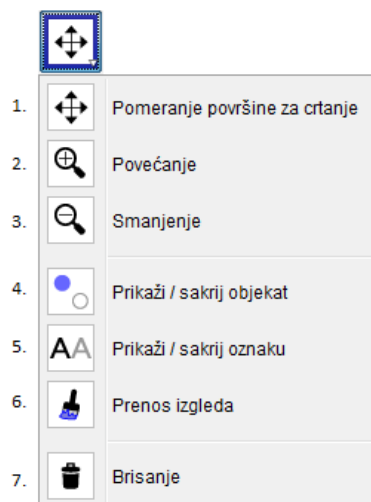 1. Pomeranje površine za crtanje
2. Povećanje
3. Smanjenje
4. Prikaži / sakrij objekat
5. AA Prikaži / sakrij oznaku
6. Prenos izgleda
7. Brisanje